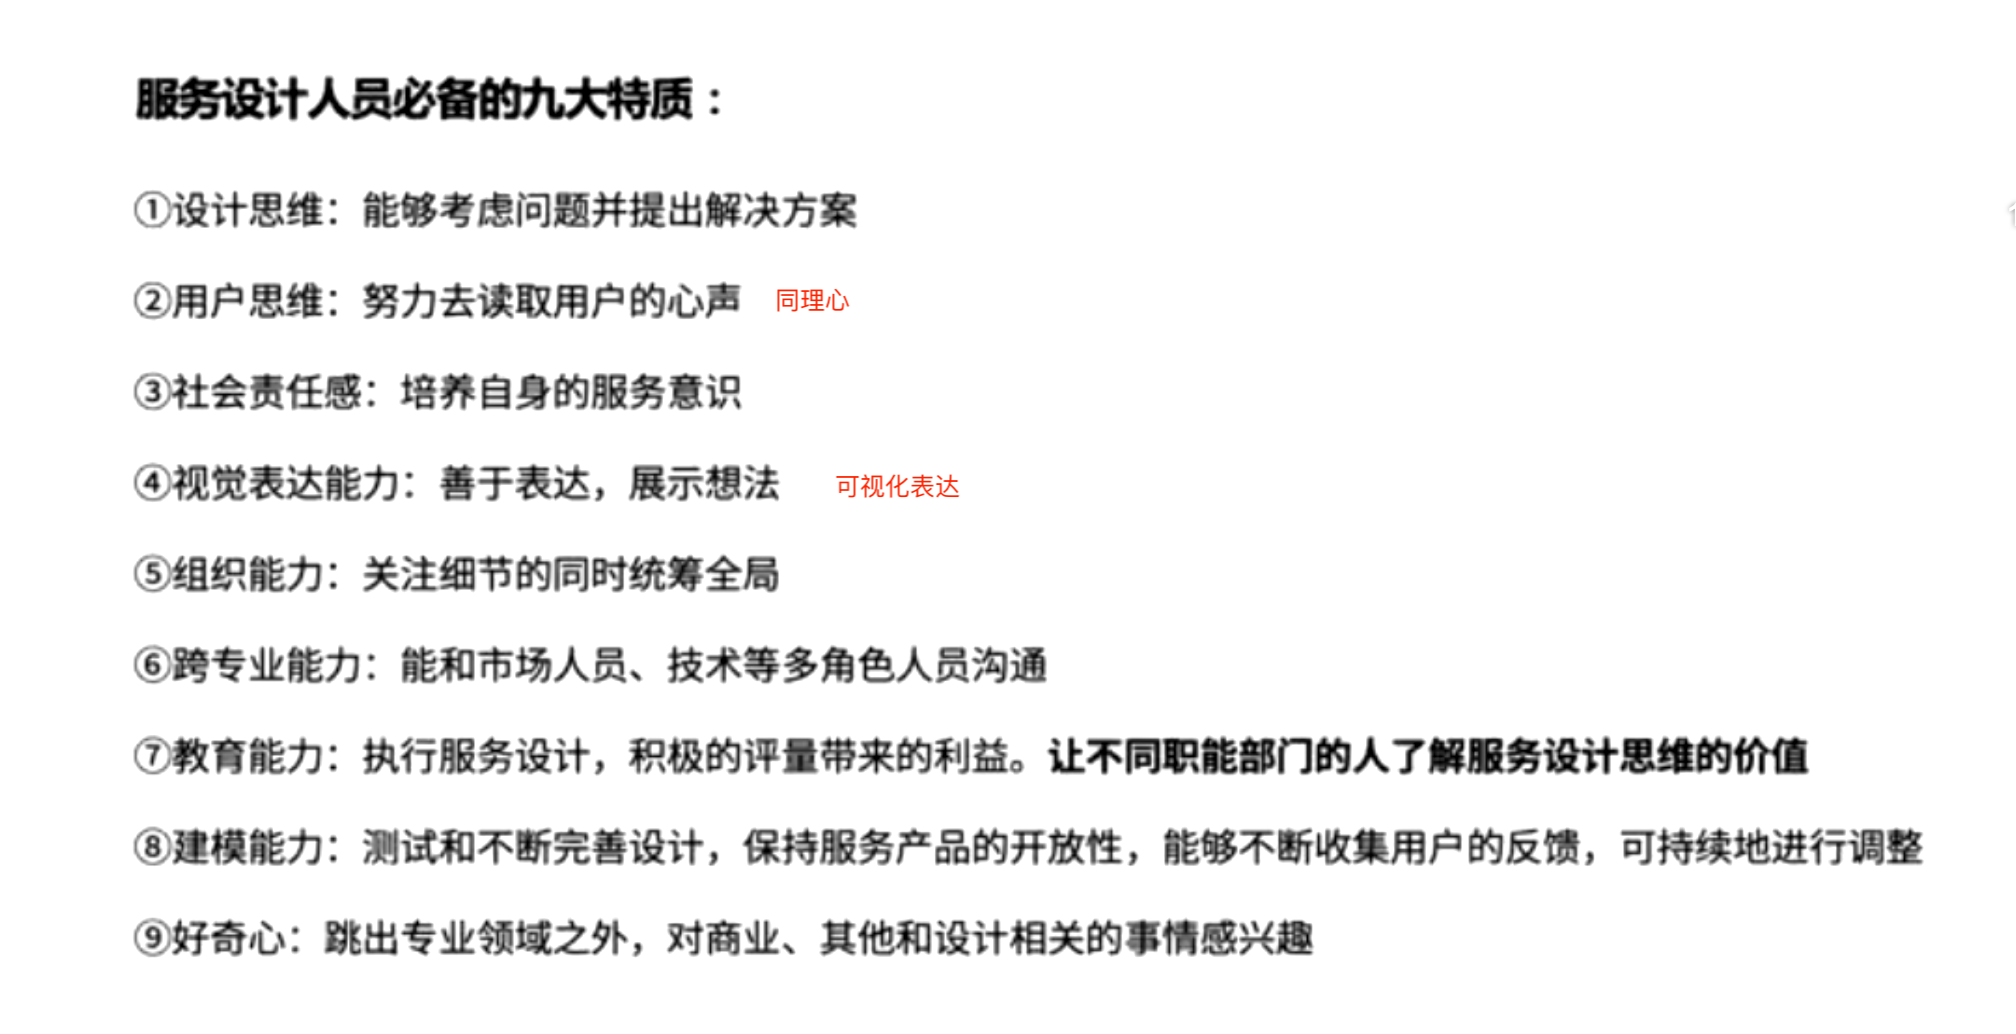 服务设计人员必备的九大特质：
①设计思维：能够考虑问题并提出解决方案
②用户思维：努力去读取用户的心声 同理心
③社会责任感：培养自身的服务意识
④视觉表达能力：善于表达，展示想法 可视化表达
⑤组织能力：关注细节的同时统筹全局
⑥跨专业能力：能和市场人员、技术等多角色人员沟通
⑦教育能力：执行服务设计，积极的评量带来的利益。让不同职能部门的人了解服务设计思维的价值
⑧建模能力：测试和不断完善设计，保持服务产品的开放性，能够不断收集用户的反馈，可持续地进行调整
⑨好奇心：跳出专业领域之外，对商业、其他和设计相关的事情感兴趣